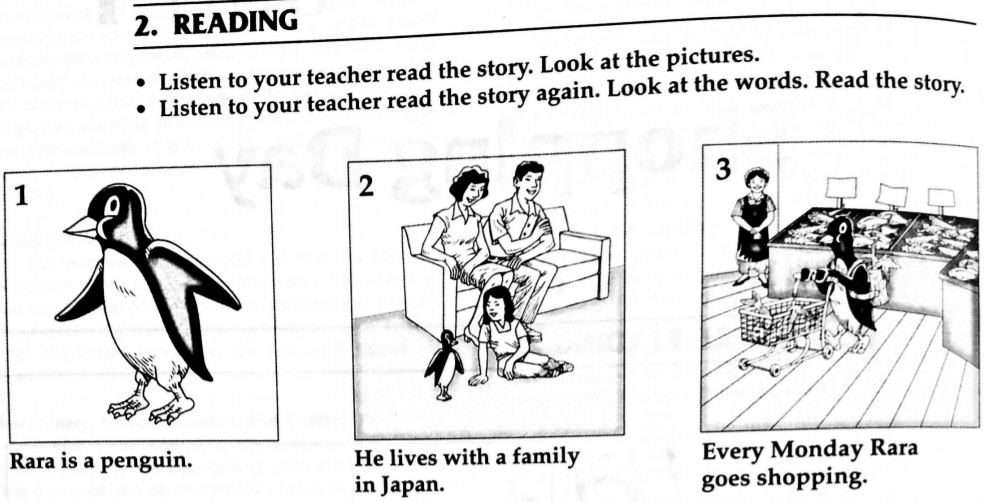 2. READING
• Listen to your teacher read the story. Look at the pictures.
• Listen to your teacher read the story again. Look at the words. Read the story.
1
2
3
Rara is a penguin.
He lives with a family
in Japan.
Every Monday Rara
goes shopping.